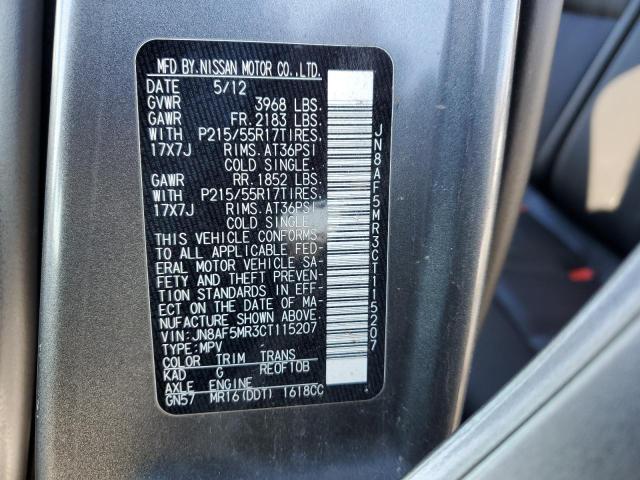 MFD BY.NISSAN MOTOR CO.,LTD.
DATE 5/12
GVWR 3968 LBS.
GAWR FR.2183 LBS.
WITH P215/55R17TIRES.
17X7J RIMS.AT36PSI
COLD SINGLE.
GAWR RR.1852 LBS.
WITH P215/55R17TIRES.
17X7J RIMS.AT36PSI
COLD SINGLE.
THIS VEHICLE CONFORMS
TO ALL APPLICABLE FED-
ERAL MOTOR VEHICLE SA-
FETY AND THEFT PREVEN-
TION STANDARDS IN EFF-
ECT ON THE DATE OF MA-
NUFACTURE SHOWN ABOVE.
VIN:JN8AF5MR3CT115207
TYPE:MPV
COLOR TRIM TRANS
KAD G RE0F10B
AXLE ENGINE
GN57 MR16(DDT) 1618CC
JN8AF5MR3CT115207